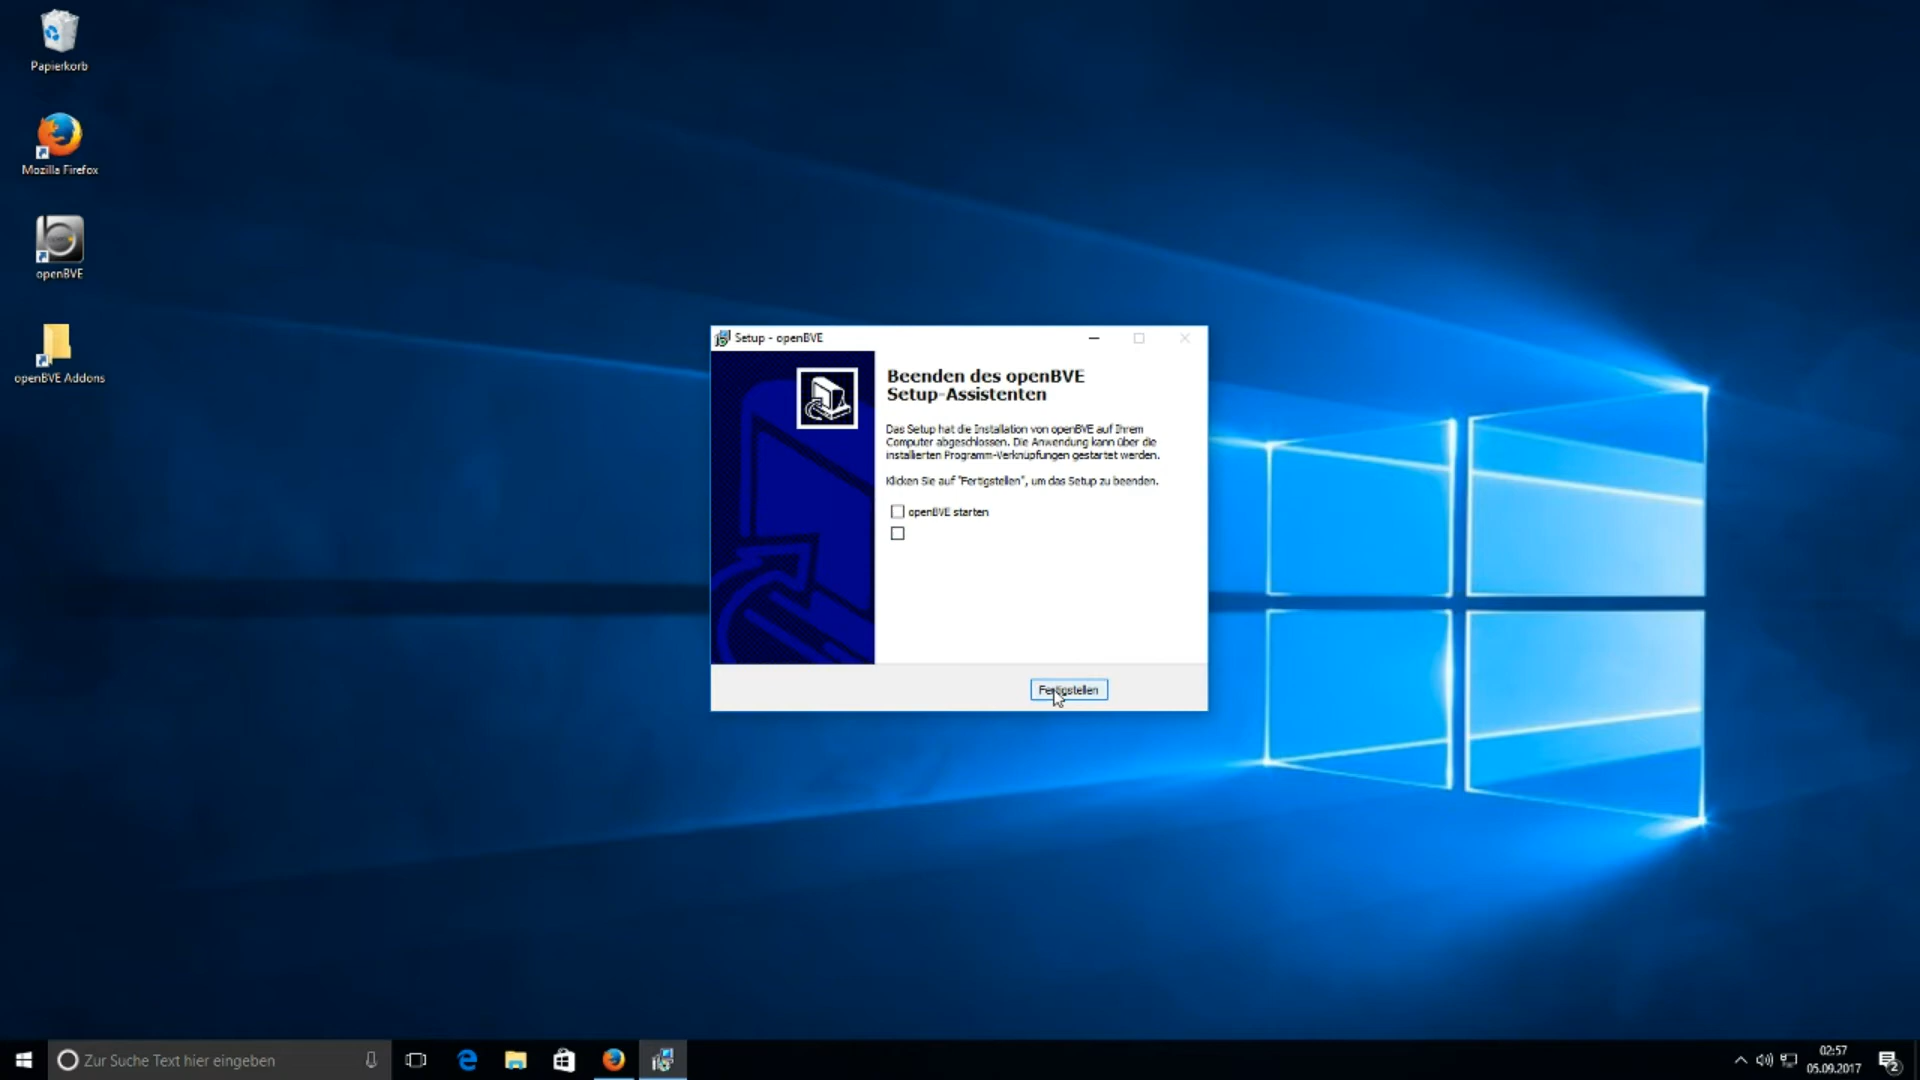 Papierkorb
Mozilla Firefox
openBVE
openBVE Addons
Setup - openBVE
Beenden des openBVE
Setup-Assistenten
Das Setup hat die Installation von openBVE auf Ihrem
Computer abgeschlossen. Die Anwendung kann über die
installierten Programm-Verknüpfungen gestartet werden.
Klicken Sie auf "Fertigstellen", um das Setup zu beenden.
openBVE starten
Fertigstellen
Zur Suche Text hier eingeben
02:57
05.09.2017
2